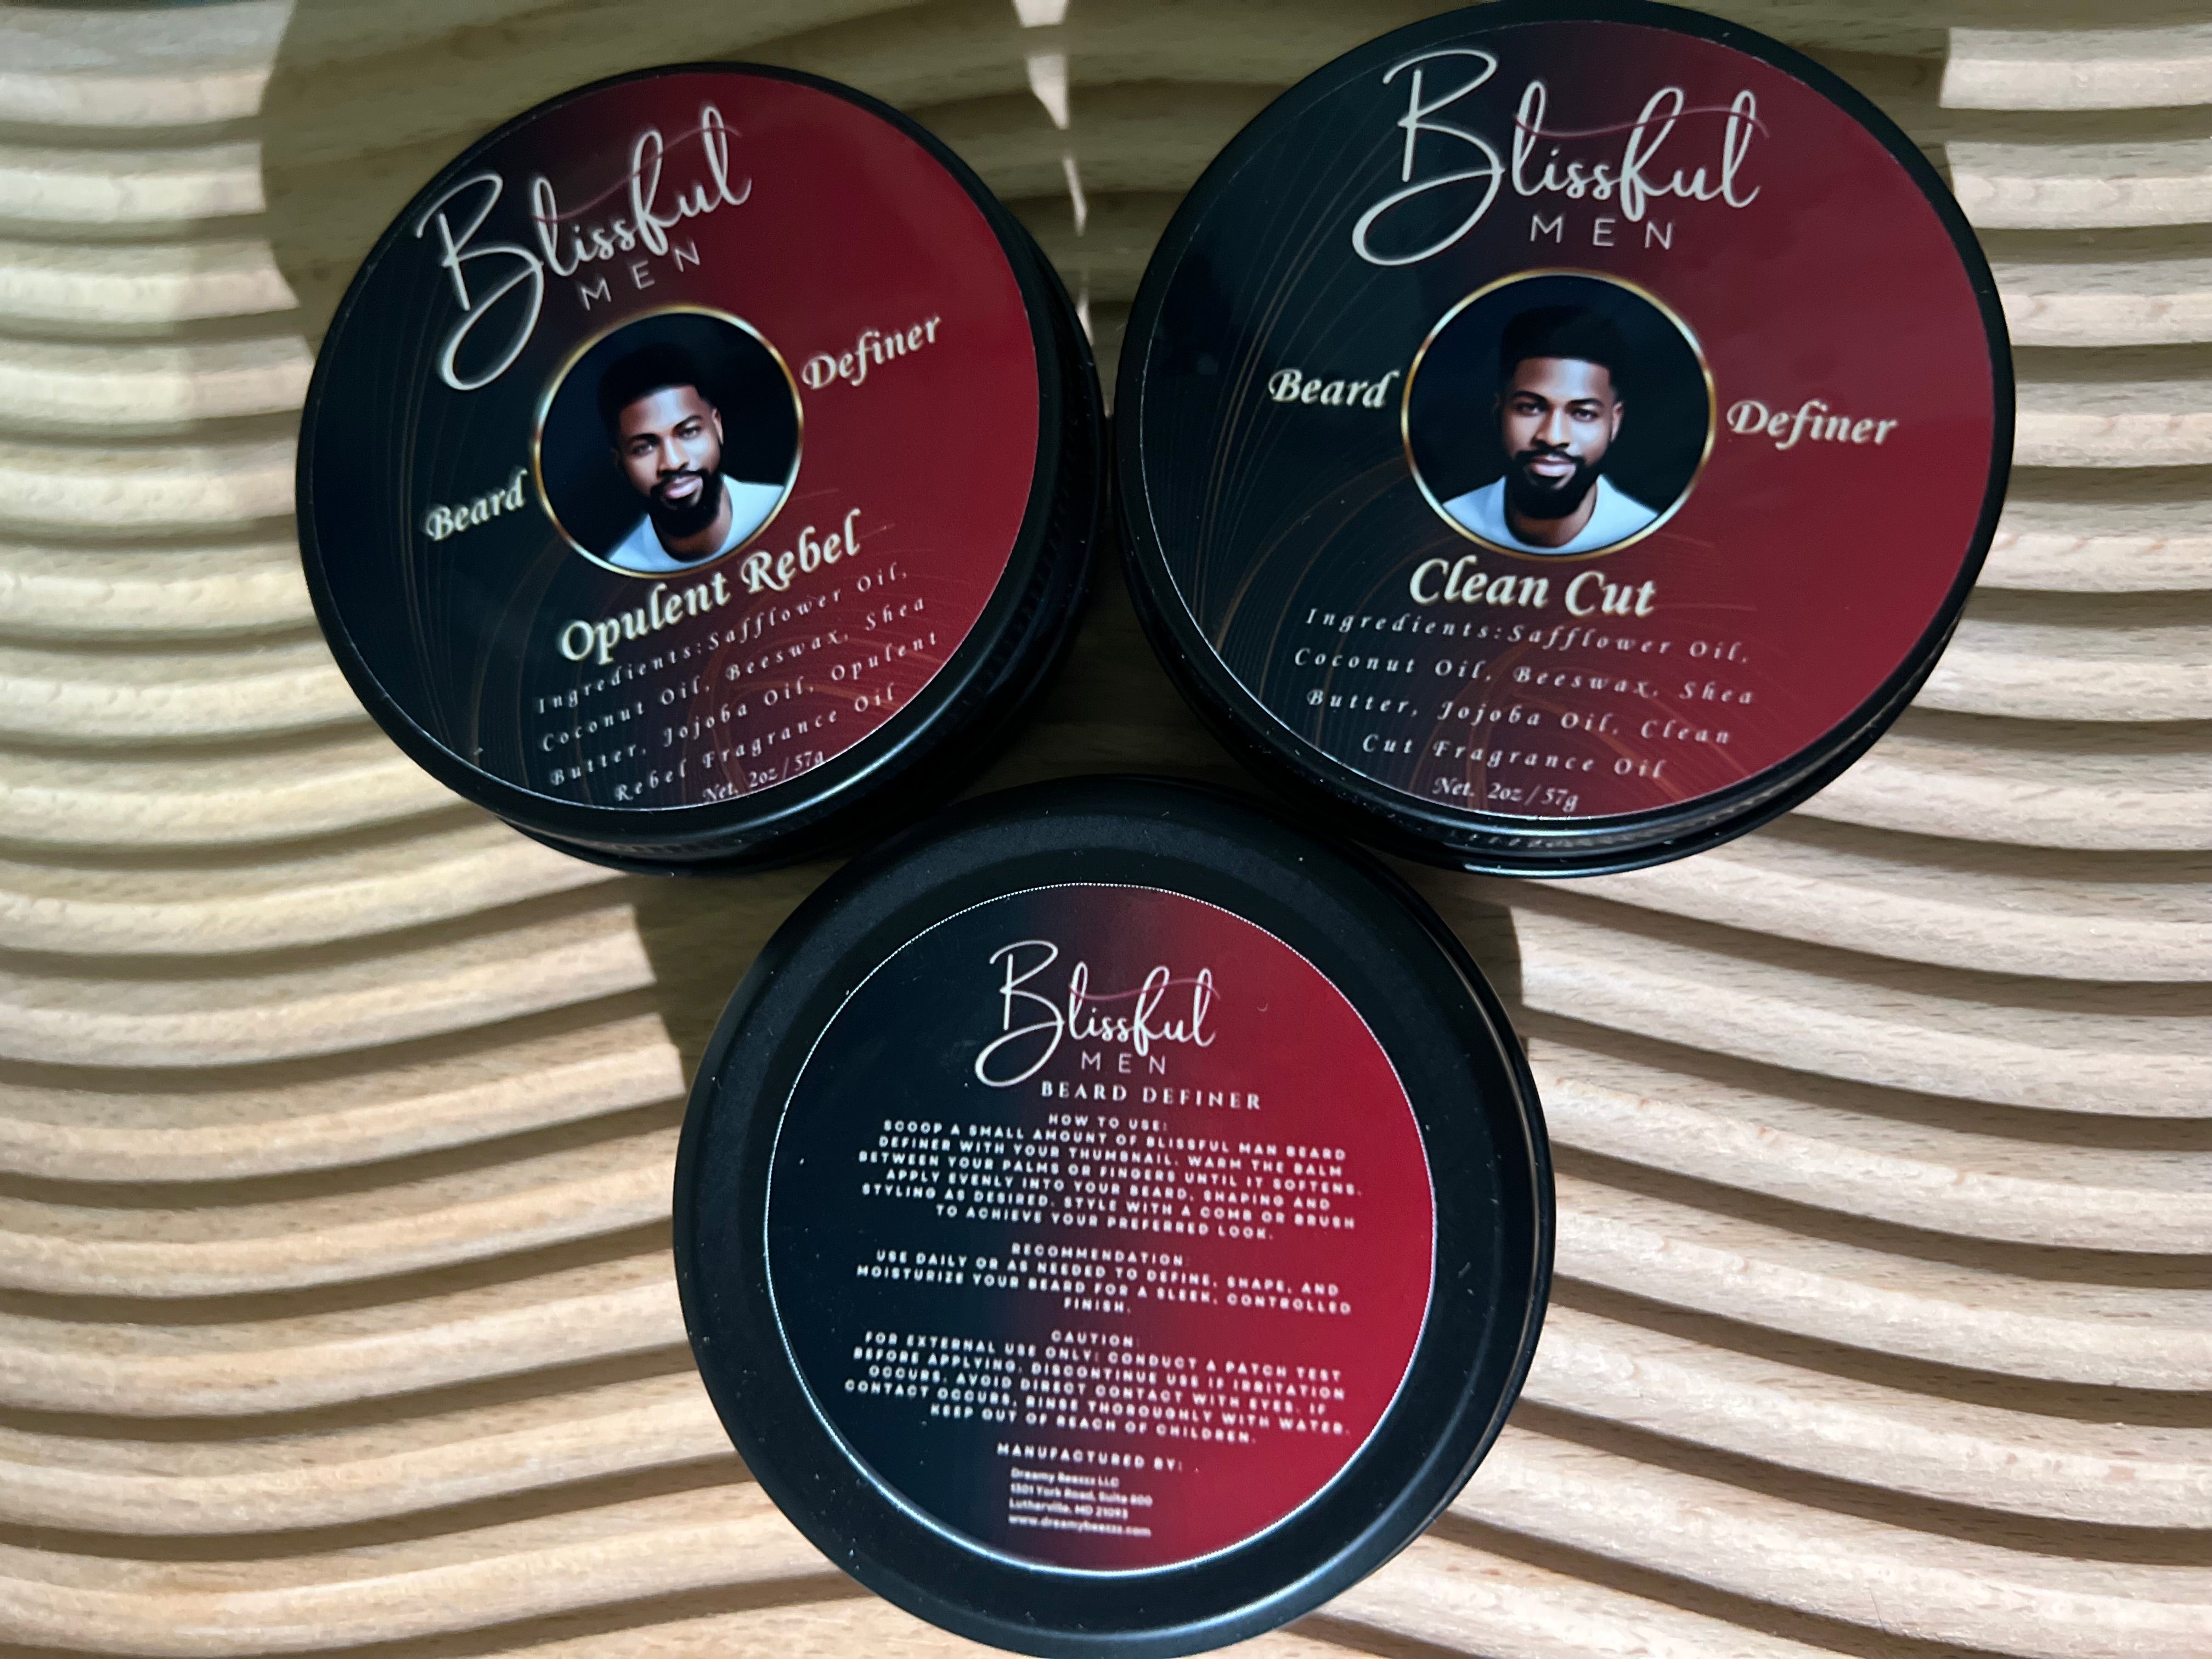 Blissful
MEN
Beard Definer
Opulent Rebel
Ingredients:Safflower Oil,
Coconut Oil, Beeswax, Shea
Butter, Jojoba Oil, Opulent
Rebel Fragrance Oil
Net. 2oz / 57g
Blissful
MEN
Beard Definer
Clean Cut
Ingredients:Safflower Oil,
Coconut Oil, Beeswax, Shea
Butter, Jojoba Oil, Clean
Cut Fragrance Oil
Net. 2oz / 57g
Blissful
MEN
BEARD DEFINER
HOW TO USE:
SCOOP A SMALL AMOUNT OF BLISSFUL MAN BEARD
DEFINER WITH YOUR THUMBNAIL. WARM THE BALM
BETWEEN YOUR PALMS OR FINGERS UNTIL IT SOFTENS.
APPLY EVENLY INTO YOUR BEARD, SHAPING AND
STYLING AS DESIRED. STYLE WITH A COMB OR BRUSH
TO ACHIEVE YOUR PREFERRED LOOK.
RECOMMENDATION:
USE DAILY OR AS NEEDED TO DEFINE, SHAPE, AND
MOISTURIZE YOUR BEARD FOR A SLEEK, CONTROLLED
FINISH.
CAUTION:
FOR EXTERNAL USE ONLY; CONDUCT A PATCH TEST
BEFORE APPLYING. DISCONTINUE USE IF IRRITATION
OCCURS. AVOID DIRECT CONTACT WITH EYES. IF
CONTACT OCCURS, RINSE THOROUGHLY WITH WATER.
KEEP OUT OF REACH OF CHILDREN.
MANUFACTURED BY:
Dreamy Beezzz LLC
1301 York Road, Suite 800
Lutherville, MD 21093
www.dreamybeezzz.com